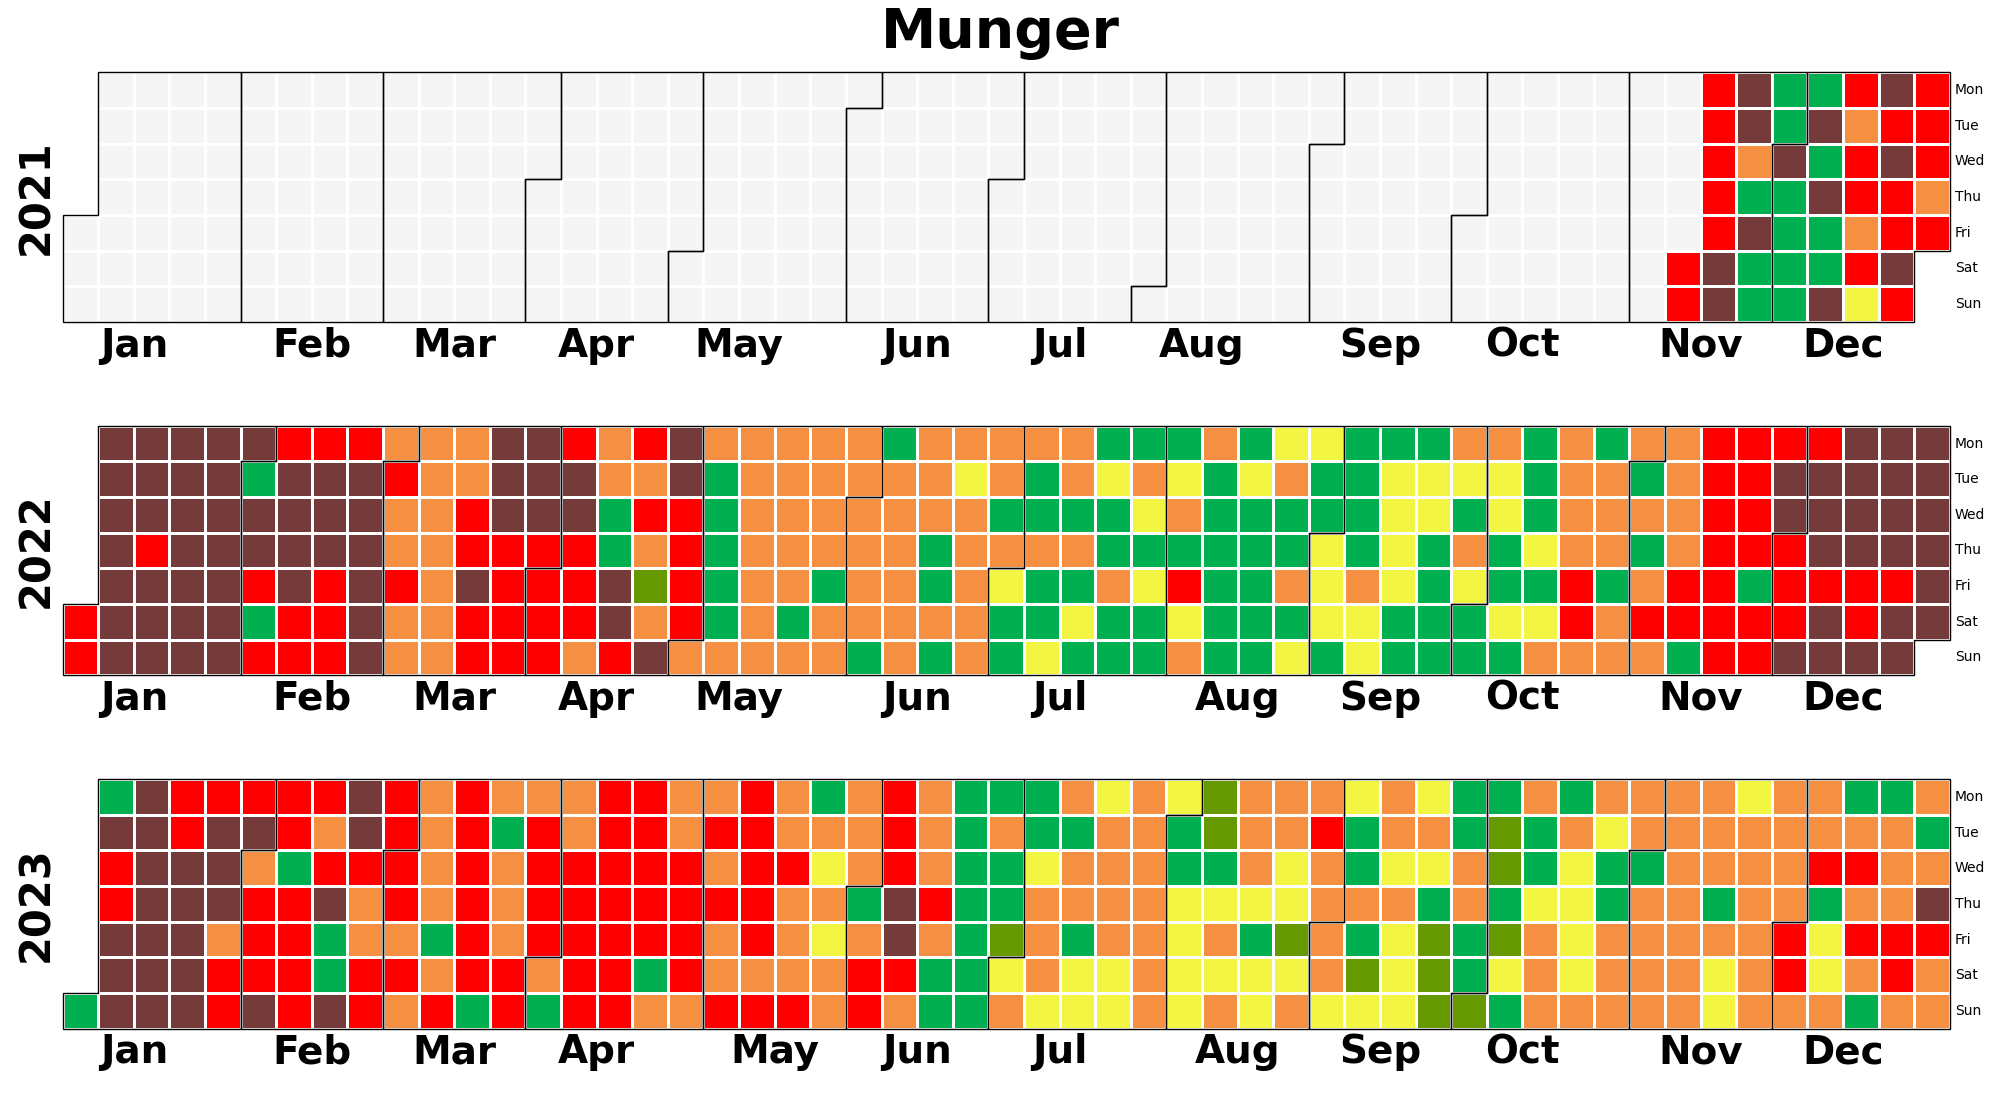 Munger
2021
Mon
Tue
Wed
Thu
Fri
Sat
Sun
Jan Feb Mar Apr May Jun Jul Aug Sep Oct Nov Dec
2022
Mon
Tue
Wed
Thu
Fri
Sat
Sun
Jan Feb Mar Apr May Jun Jul Aug Sep Oct Nov Dec
2023
Mon
Tue
Wed
Thu
Fri
Sat
Sun
Jan Feb Mar Apr May Jun Jul Aug Sep Oct Nov Dec